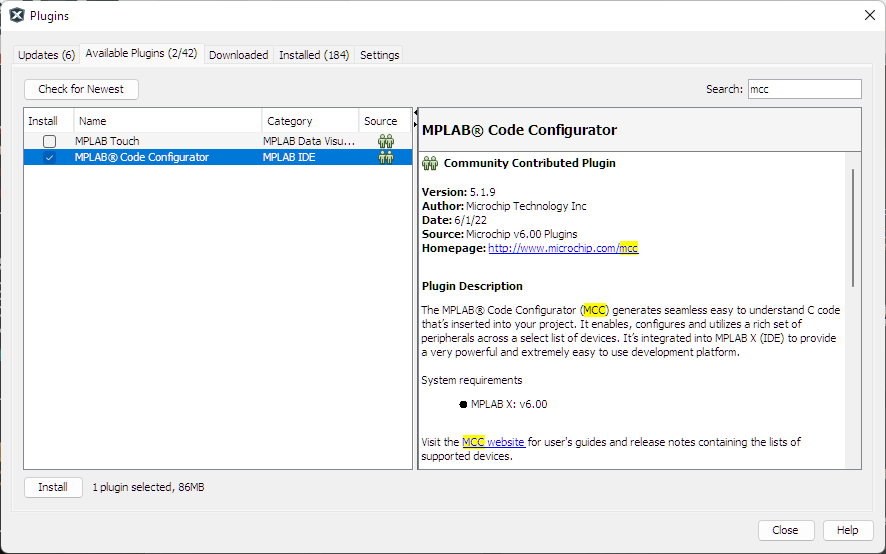 Plugins
Updates (6)
Available Plugins (2/42)
Downloaded
Installed (184)
Settings
Check for Newest
Search:
mcc
Install
Name
Category
Source
MPLAB Touch
MPLAB Data Visu...
MPLAB® Code Configurator
MPLAB IDE
MPLAB® Code Configurator
Community Contributed Plugin
Version: 5.1.9
Author: Microchip Technology Inc
Date: 6/1/22
Source: Microchip v6.00 Plugins
Homepage: http://www.microchip.com/mcc
Plugin Description
The MPLAB® Code Configurator (MCC) generates seamless easy to understand C code
that's inserted into your project. It enables, configures and utilizes a rich set of
peripherals across a select list of devices. It's integrated into MPLAB X (IDE) to provide
a very powerful and extremely easy to use development platform.
System requirements
● MPLAB X: v6.00
Visit the MCC website for user's guides and release notes containing the lists of
supported devices.
Install
1 plugin selected, 86MB
Close
Help